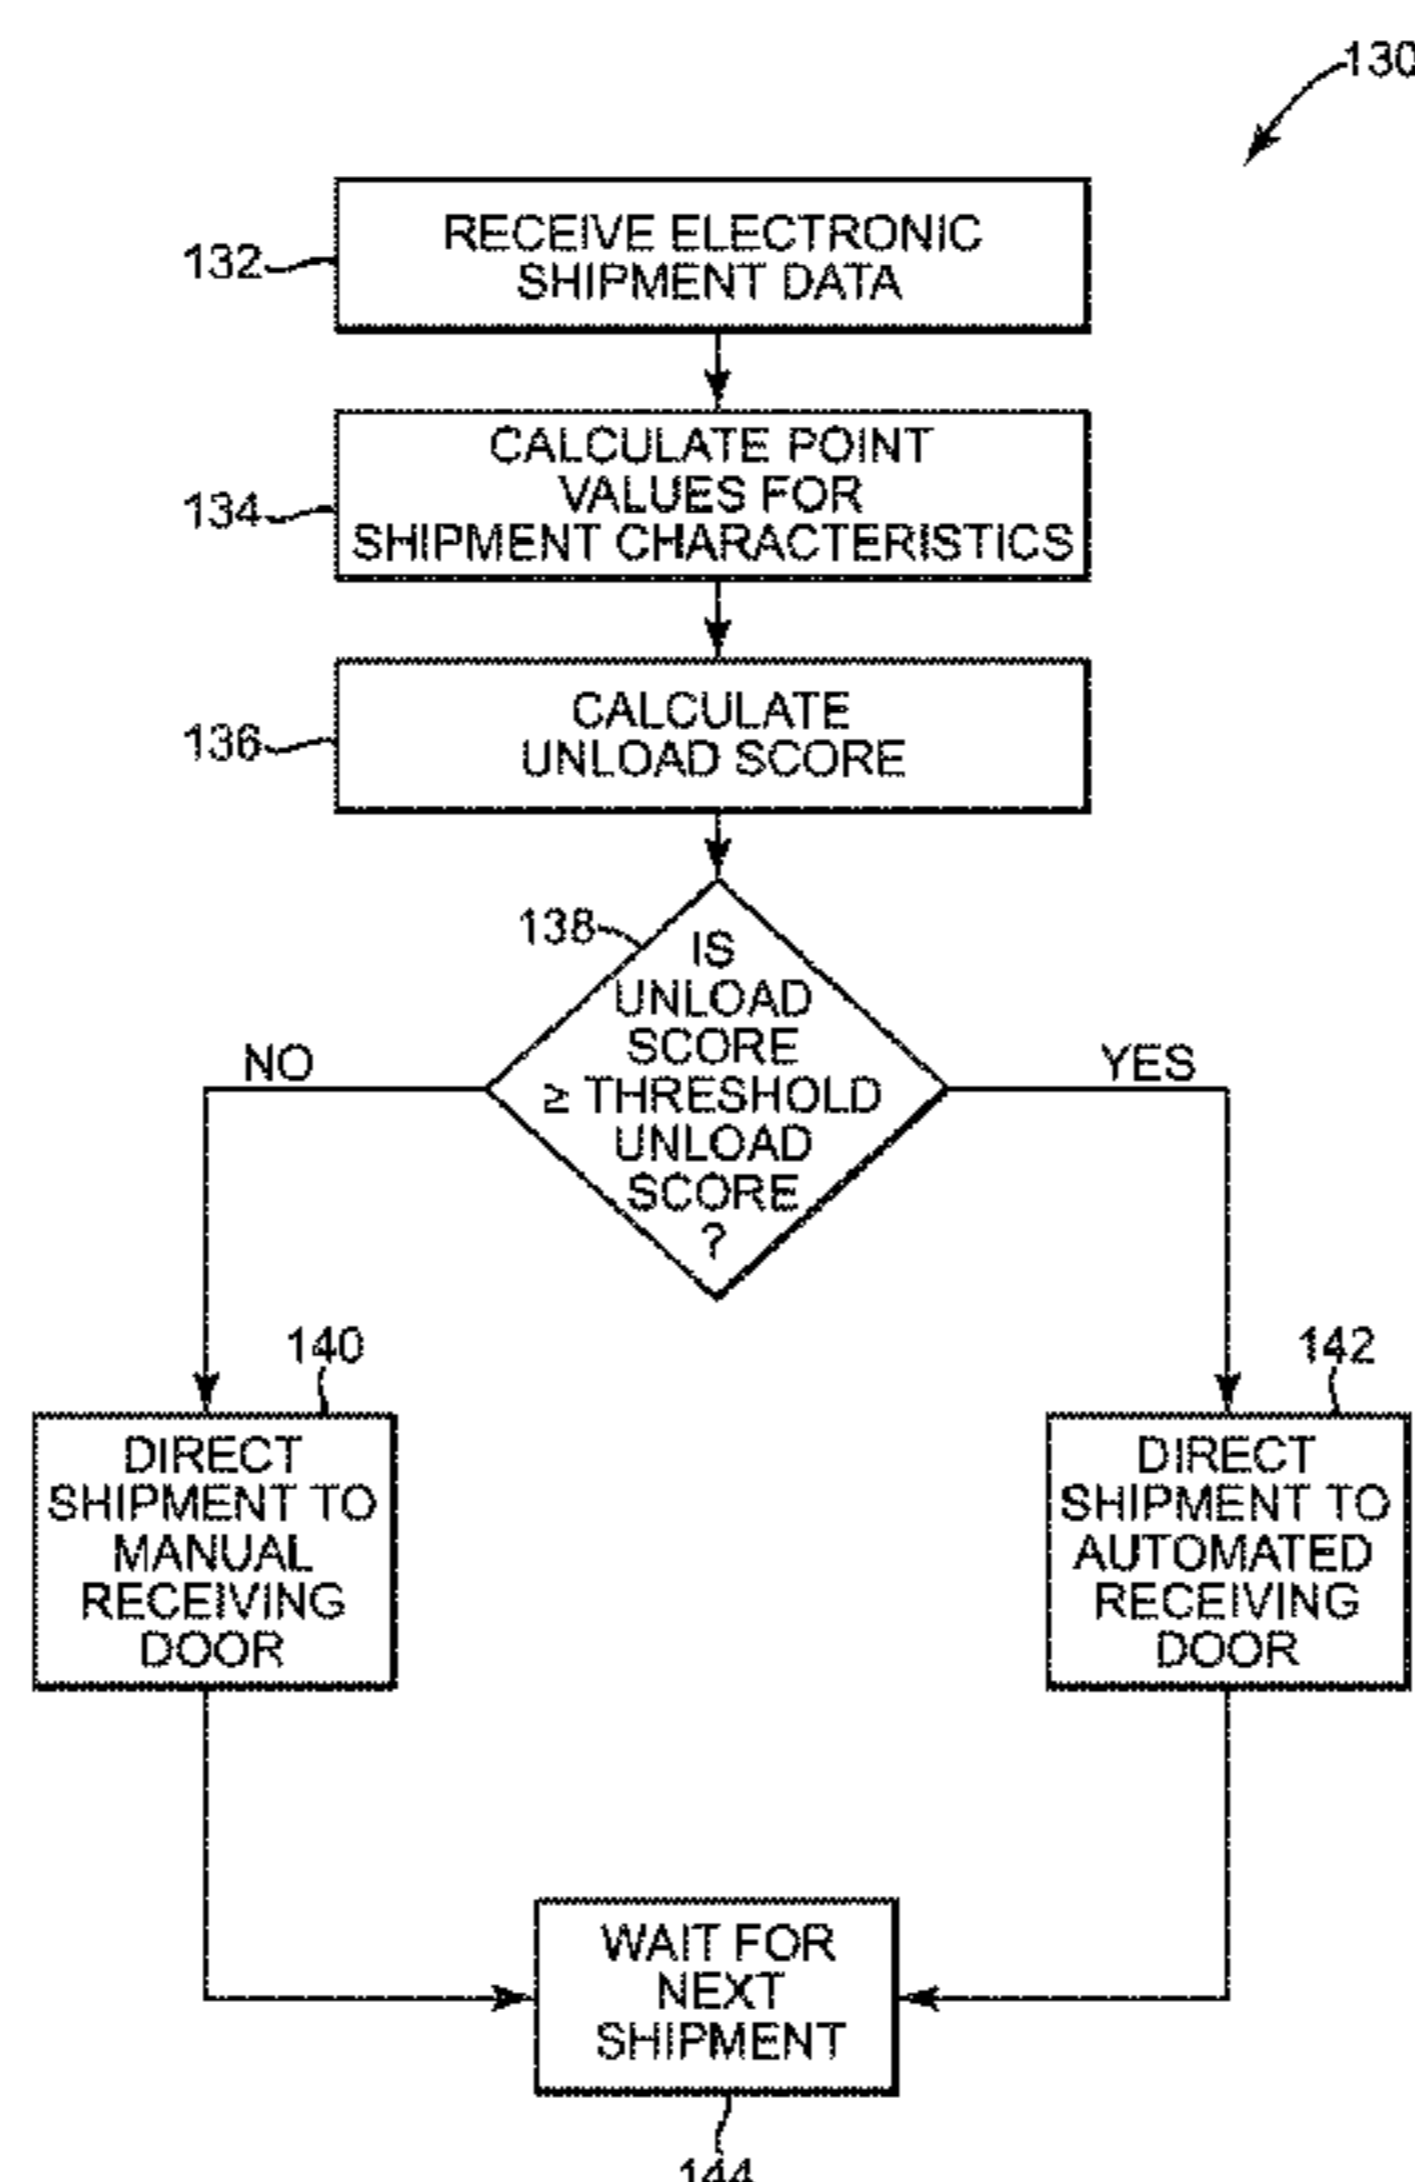 130
132
RECEIVE ELECTRONIC
SHIPMENT DATA
134
CALCULATE POINT
VALUES FOR
SHIPMENT CHARACTERISTICS
136
CALCULATE
UNLOAD SCORE
138
IS
UNLOAD
SCORE
≥ THRESHOLD
UNLOAD
SCORE
?
NO
YES
140
DIRECT
SHIPMENT TO
MANUAL
RECEIVING
DOOR
142
DIRECT
SHIPMENT TO
AUTOMATED
RECEIVING
DOOR
WAIT FOR
NEXT
SHIPMENT
144